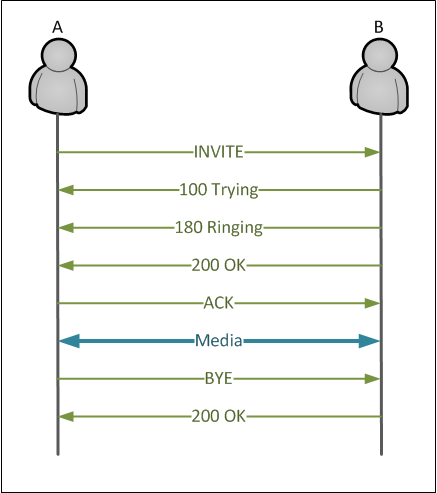 A
B
INVITE
100 Trying
180 Ringing
200 OK
ACK
Media
BYE
200 OK